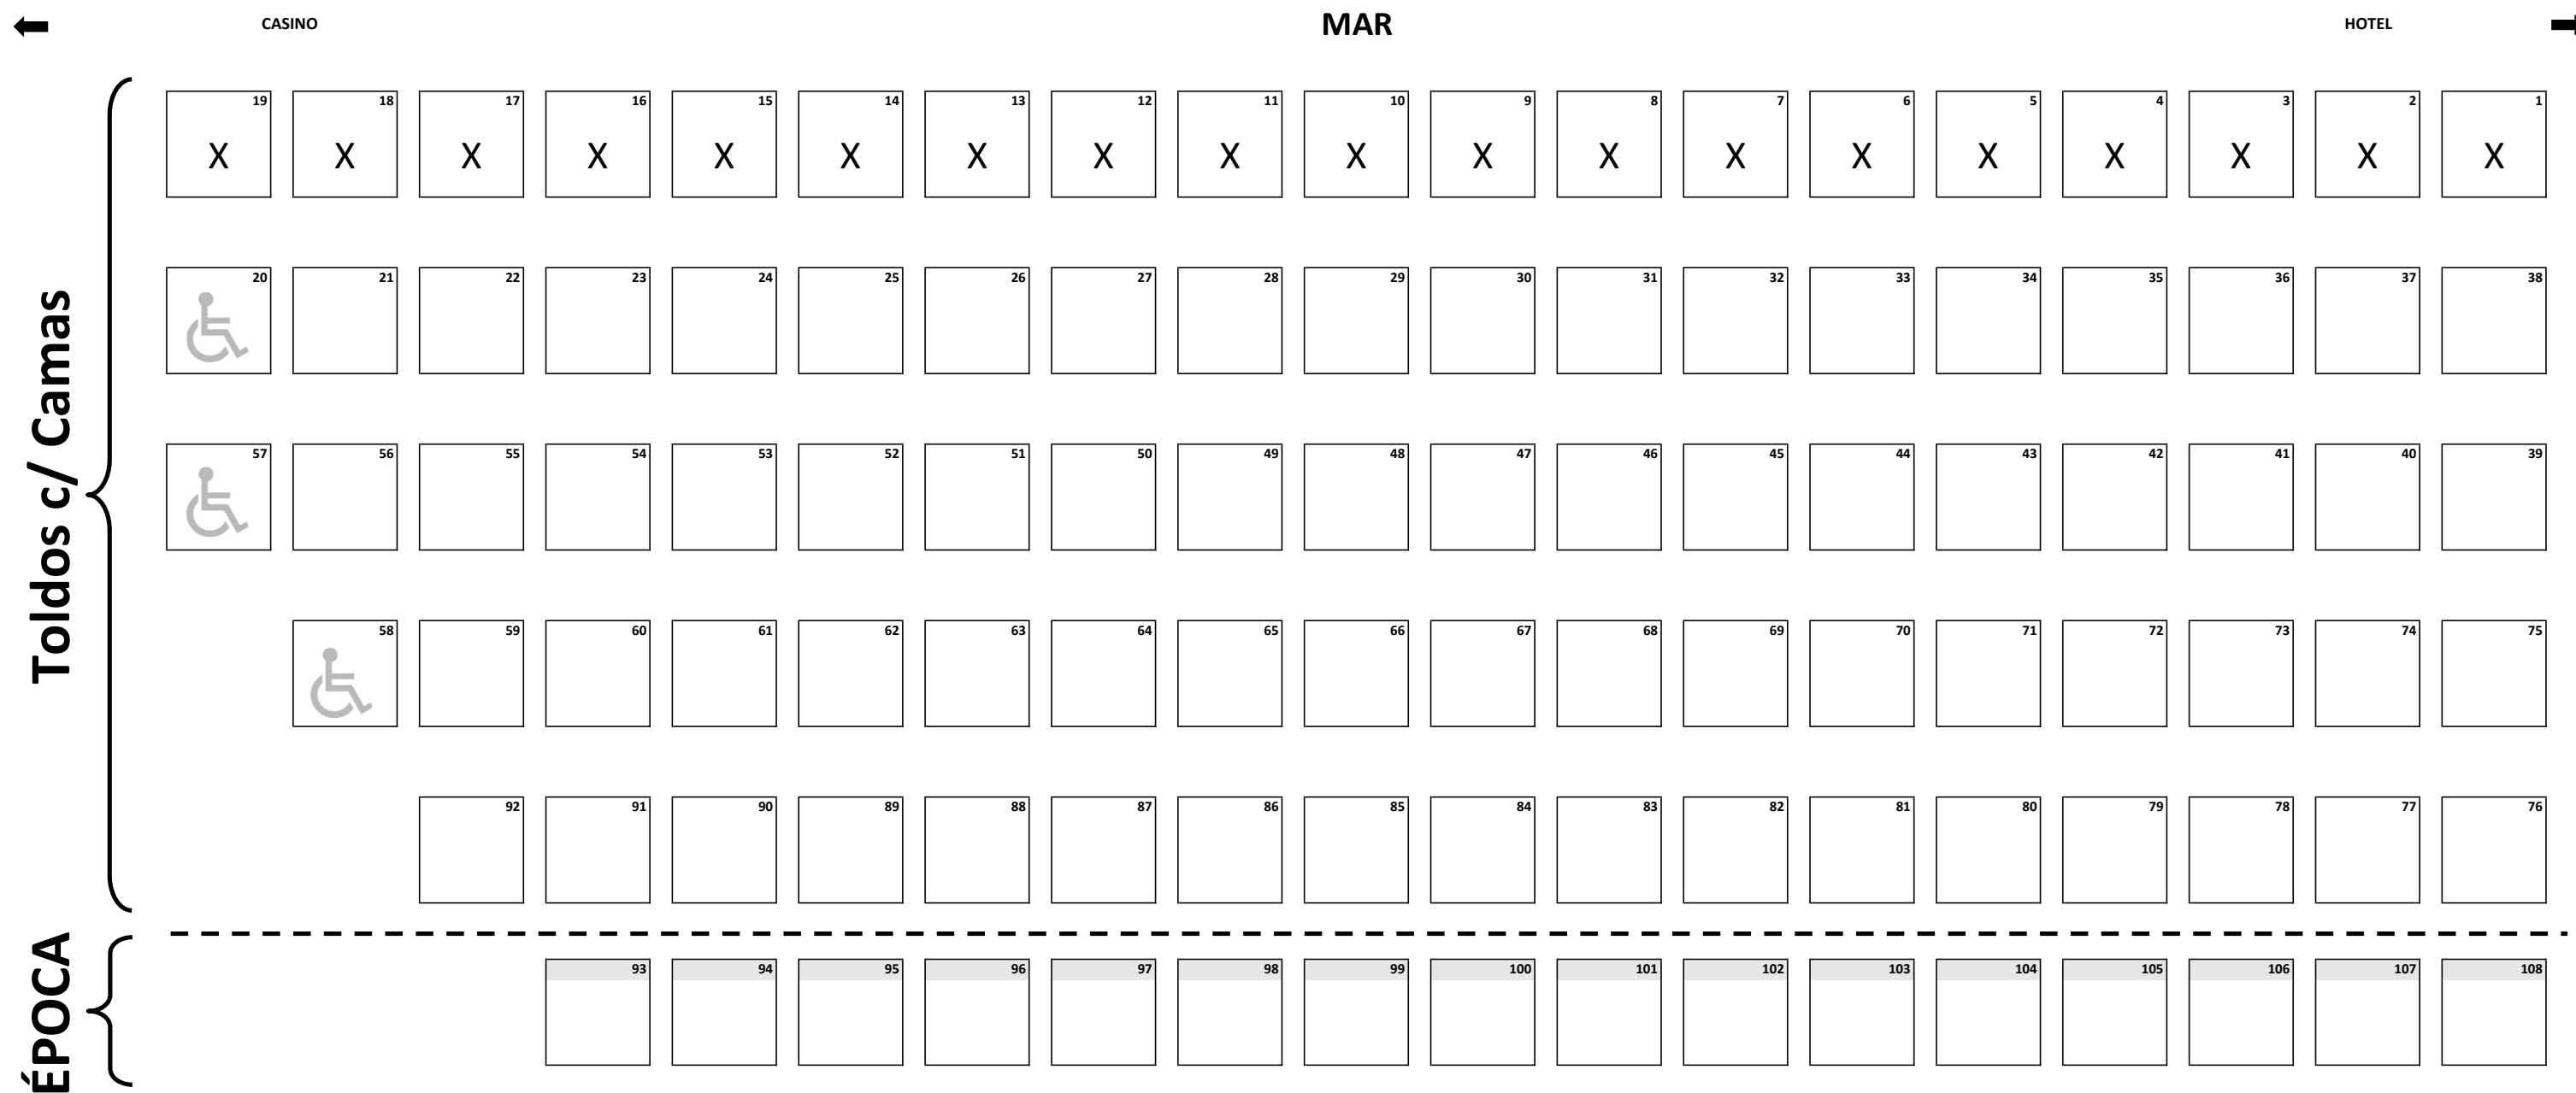 CASINO MAR HOTEL
19 18 17 16 15 14 13 12 11 10 9 8 7 6 5 4 3 2 1
X X X X X X X X X X X X X X X X X X X
Toldos c/ Camas
20 21 22 23 24 25 26 27 28 29 30 31 32 33 34 35 36 37 38
57 56 55 54 53 52 51 50 49 48 47 46 45 44 43 42 41 40 39
58 59 60 61 62 63 64 65 66 67 68 69 70 71 72 73 74 75
92 91 90 89 88 87 86 85 84 83 82 81 80 79 78 77 76
ÉPOCA
93 94 95 96 97 98 99 100 101 102 103 104 105 106 107 108